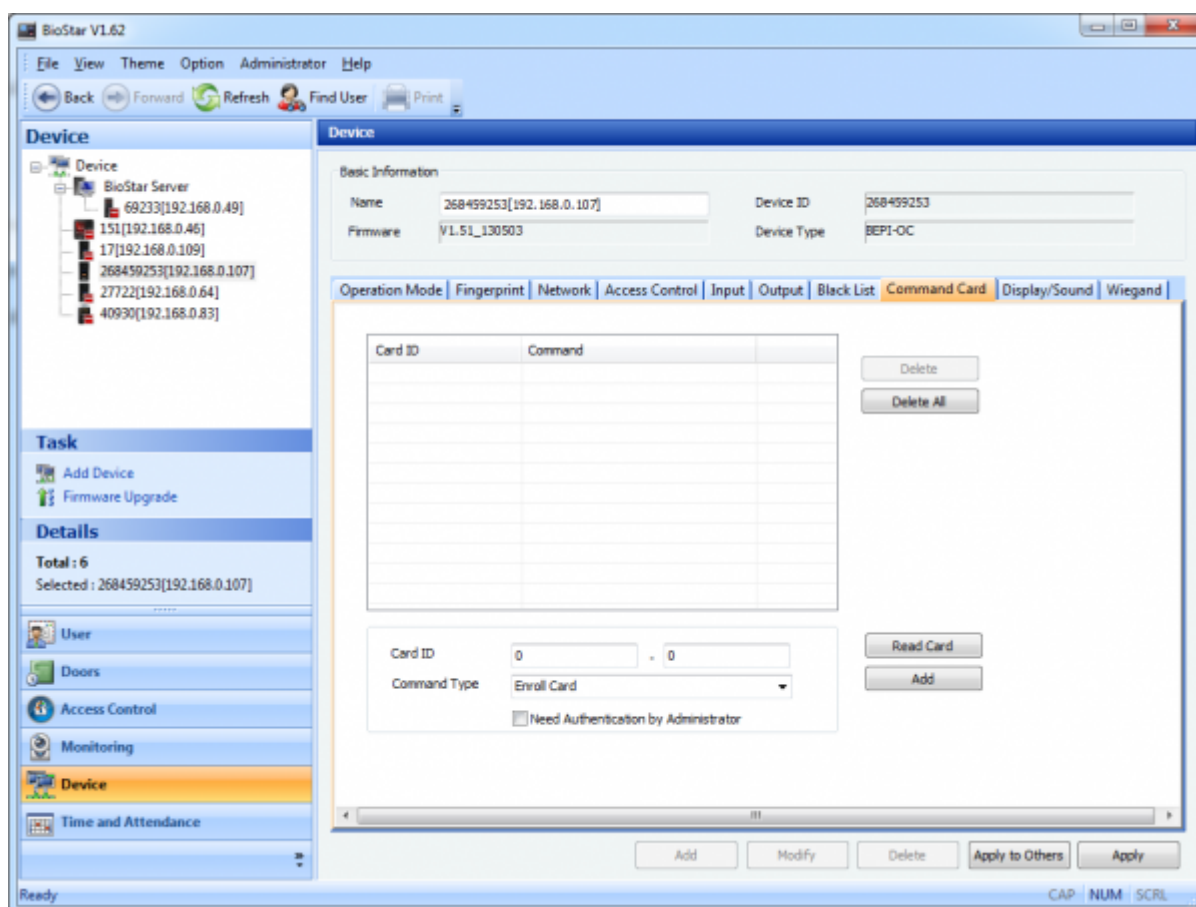 BioStar V1.62
File View Theme Option Administrator Help
Back Forward Refresh Find User Print
Device
Device
BioStar Server
69233[192.168.0.49]
151[192.168.0.46]
17[192.168.0.109]
268459253[192.168.0.107]
27722[192.168.0.64]
40930[192.168.0.83]
Task
Add Device
Firmware Upgrade
Details
Total : 6
Selected : 268459253[192.168.0.107]
User
Doors
Access Control
Monitoring
Device
Time and Attendance
Device
Basic Information
Name 268459253[192.168.0.107] Device ID 268459253
Firmware V1.51_130503 Device Type BEPI-OC
Operation Mode Fingerprint Network Access Control Input Output Black List Command Card Display/Sound Wiegand
Card ID Command
Delete
Delete All
Card ID 0 - 0 Read Card
Command Type Enroll Card Add
Need Authentication by Administrator
Add Modify Delete Apply to Others Apply
Ready CAP NUM SCRL